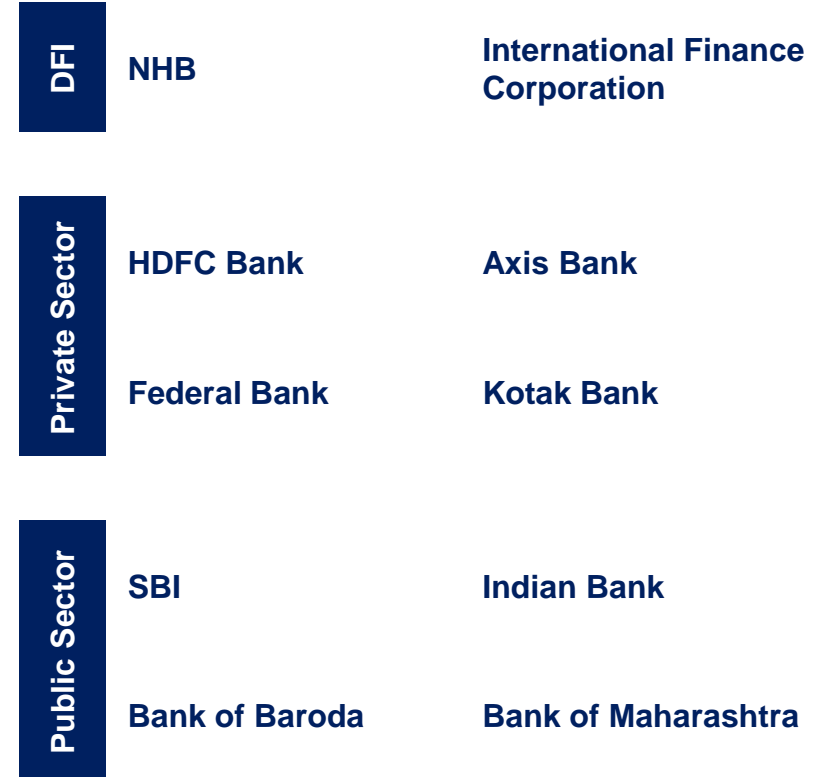 DFI
NHB
International Finance
Corporation
Private Sector
HDFC Bank
Axis Bank
Federal Bank
Kotak Bank
Public Sector
SBI
Indian Bank
Bank of Baroda
Bank of Maharashtra